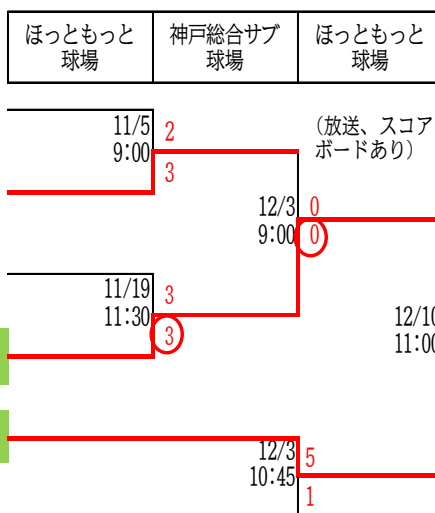 ほっともっと
球場
神戸総合サブ
球場
ほっともっと
球場
(放送、スコア
ボードあり)
11/5
9:00
2
3
12/3
9:00
0
0
11/19
11:30
3
3
12/10
11:00
12/3
10:45
5
1